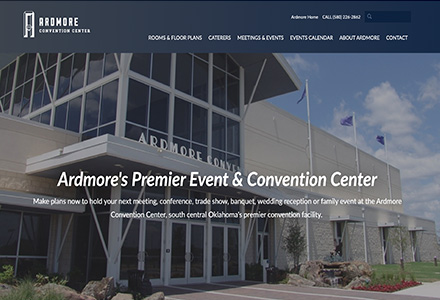 Ardmore Home CALL (580) 226-2862
ARDMORE
CONVENTION CENTER
ROOMS & FLOOR PLANS CATERERS MEETINGS & EVENTS EVENTS CALENDAR ABOUT ARDMORE CONTACT
ARDMORE CONVE
Ardmore's Premier Event & Convention Center
Make plans now to hold your next meeting, conference, trade show, banquet, wedding reception or family event at the Ardmore
Convention Center, south central Oklahoma's premier convention facility.